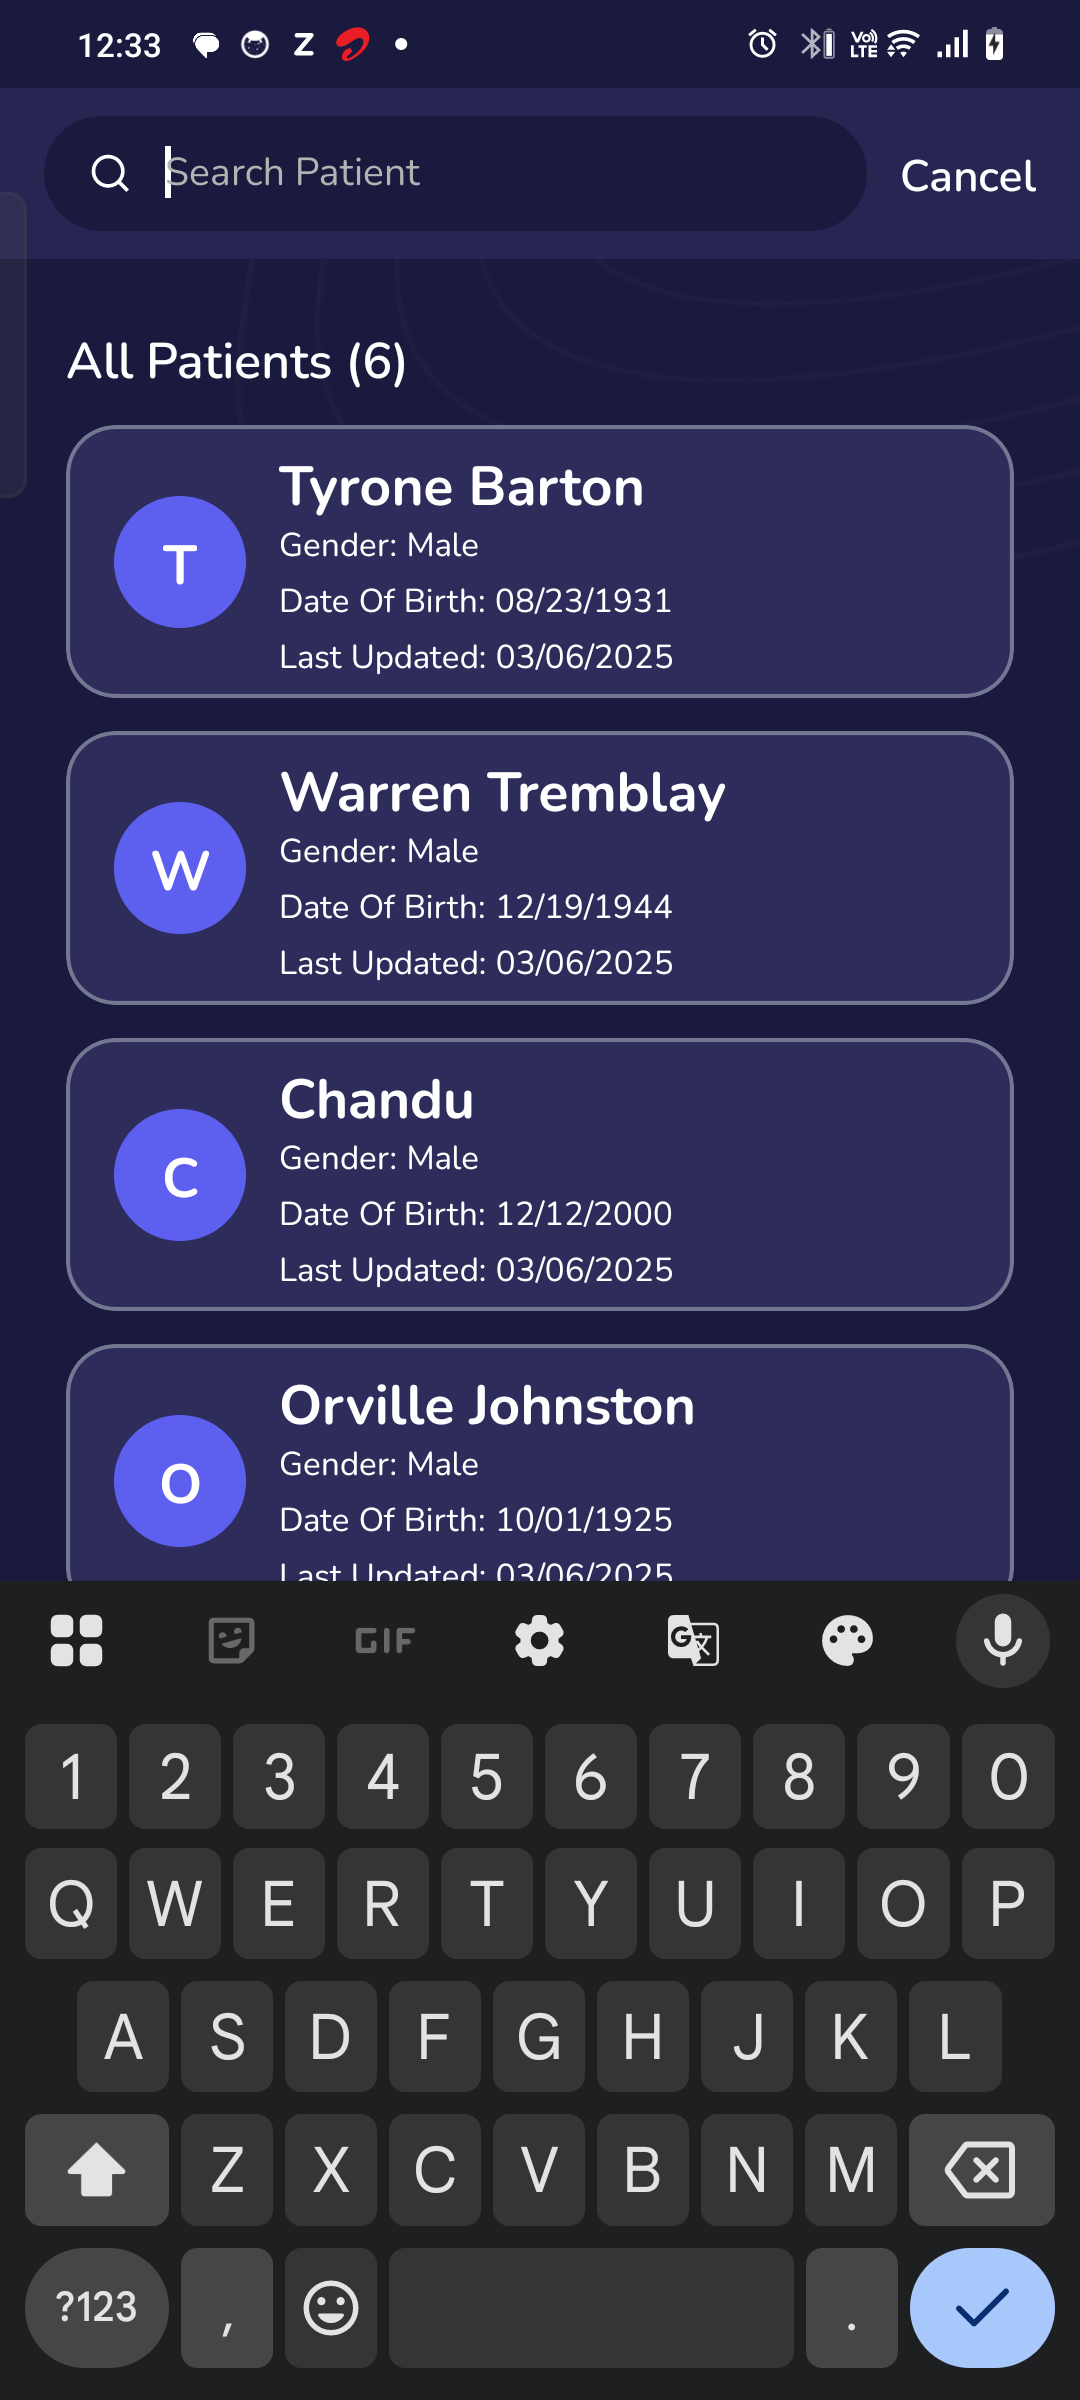 12:33
Z
Vo))
LTE
Search Patient
Cancel
All Patients (6)
T
Tyrone Barton
Gender: Male
Date Of Birth: 08/23/1931
Last Updated: 03/06/2025
W
Warren Tremblay
Gender: Male
Date Of Birth: 12/19/1944
Last Updated: 03/06/2025
C
Chandu
Gender: Male
Date Of Birth: 12/12/2000
Last Updated: 03/06/2025
O
Orville Johnston
Gender: Male
Date Of Birth: 10/01/1925
Last Updated: 03/06/2025
GIF
G 文
1 2 3 4 5 6 7 8 9 0
Q W E R T Y U I O P
A S D F G H J K L
Z X C V B N M
?123 , .